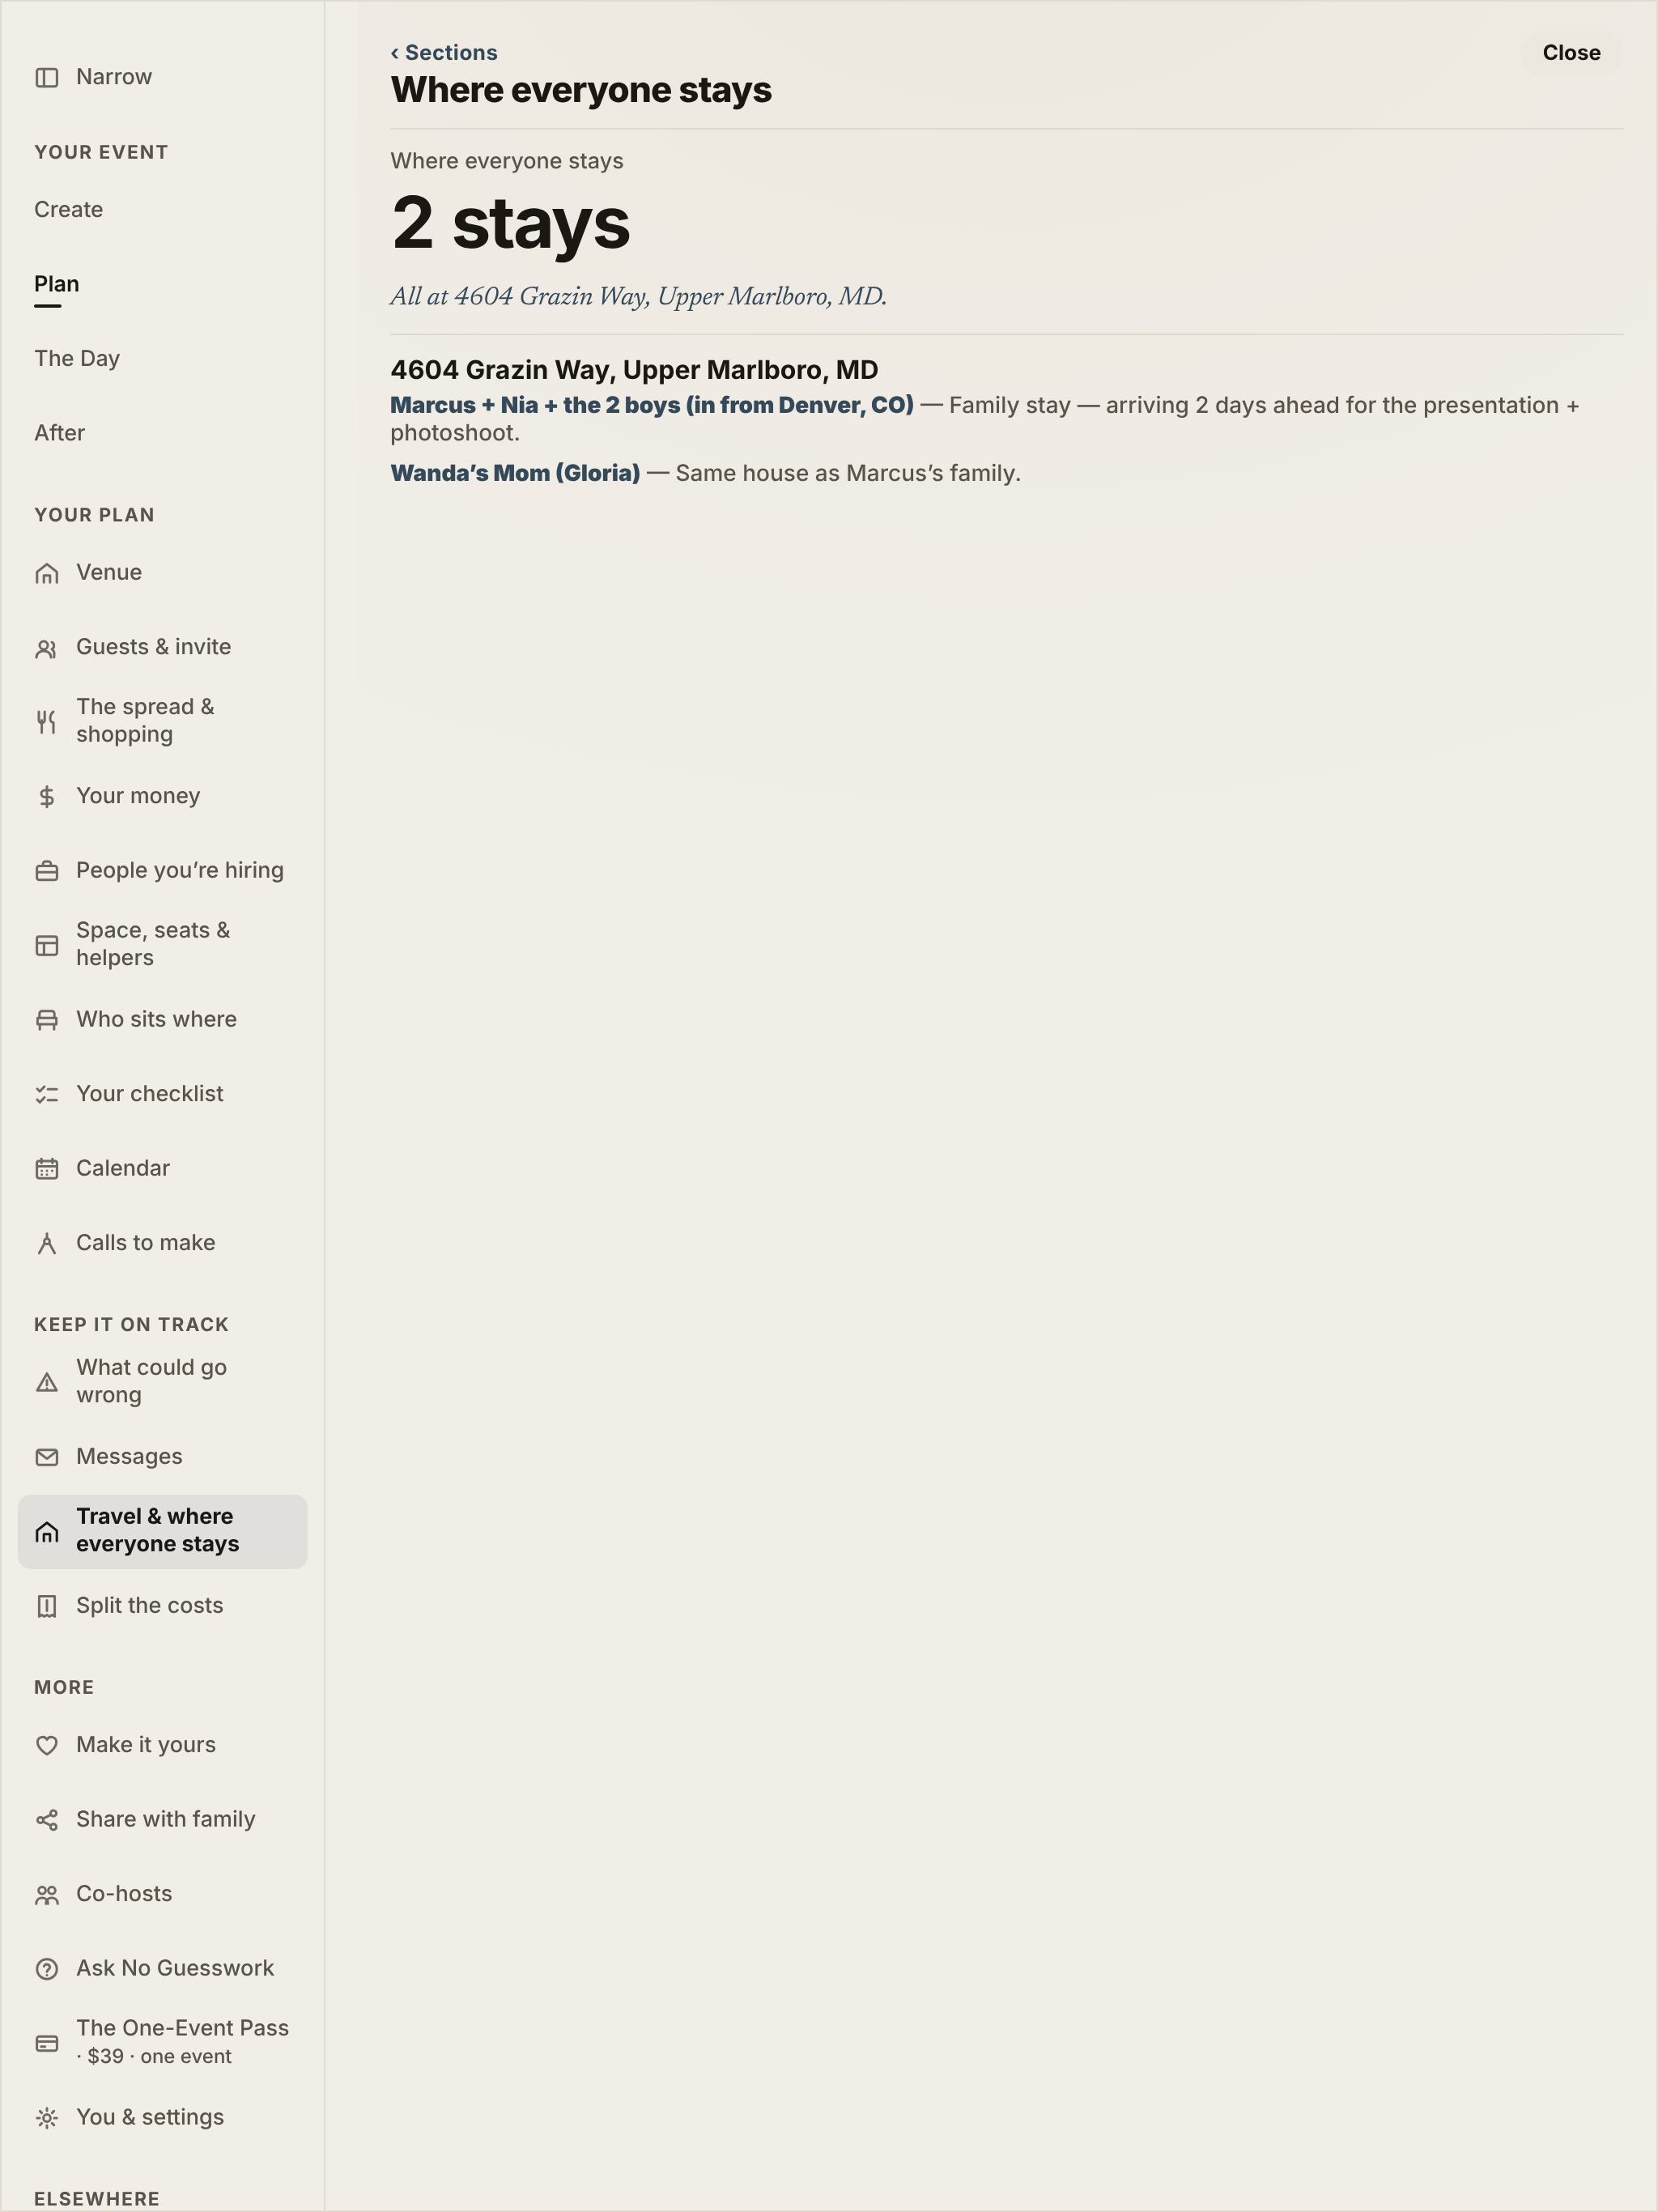 Narrow
YOUR EVENT
Create
Plan
The Day
After
YOUR PLAN
Venue
Guests & invite
The spread &
shopping
Your money
People you’re hiring
Space, seats &
helpers
Who sits where
Your checklist
Calendar
Calls to make
KEEP IT ON TRACK
What could go
wrong
Messages
Travel & where
everyone stays
Split the costs
MORE
Make it yours
Share with family
Co-hosts
Ask No Guesswork
The One-Event Pass
· $39 · one event
You & settings
ELSEWHERE
‹ Sections
Close
Where everyone stays
Where everyone stays
2 stays
All at 4604 Grazin Way, Upper Marlboro, MD.
4604 Grazin Way, Upper Marlboro, MD
Marcus + Nia + the 2 boys (in from Denver, CO) — Family stay — arriving 2 days ahead for the presentation +
photoshoot.
Wanda’s Mom (Gloria) — Same house as Marcus’s family.